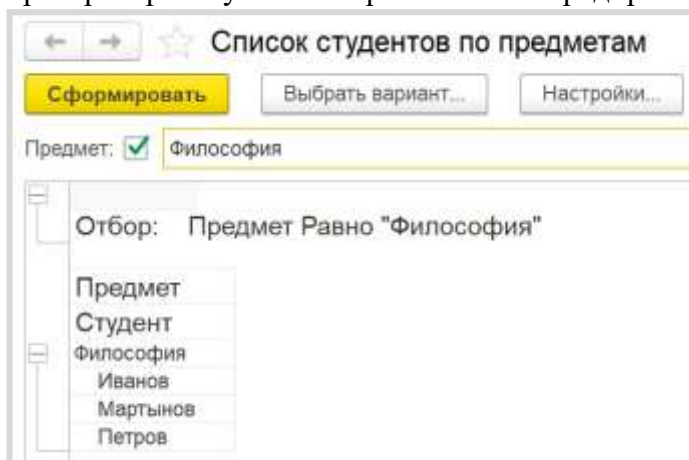 Список студентов по предметам
Сформировать Выбрать вариант... Настройки...
Предмет: Философия
Отбор: Предмет Равно "Философия"
Предмет
Студент
Философия
Иванов
Мартынов
Петров